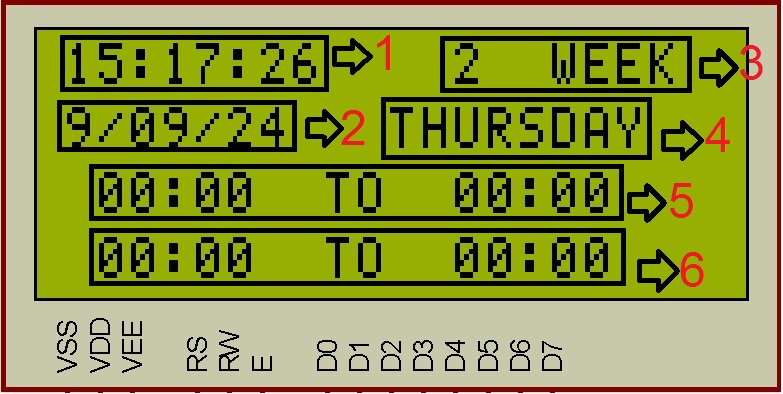 15:17:26 1 2 WEEK 3
9/09/24 2 THURSDAY 4
00:00 TO 00:00 5
00:00 TO 00:00 6
VSS VDD VEE RS RW E D0 D1 D2 D3 D4 D5 D6 D7